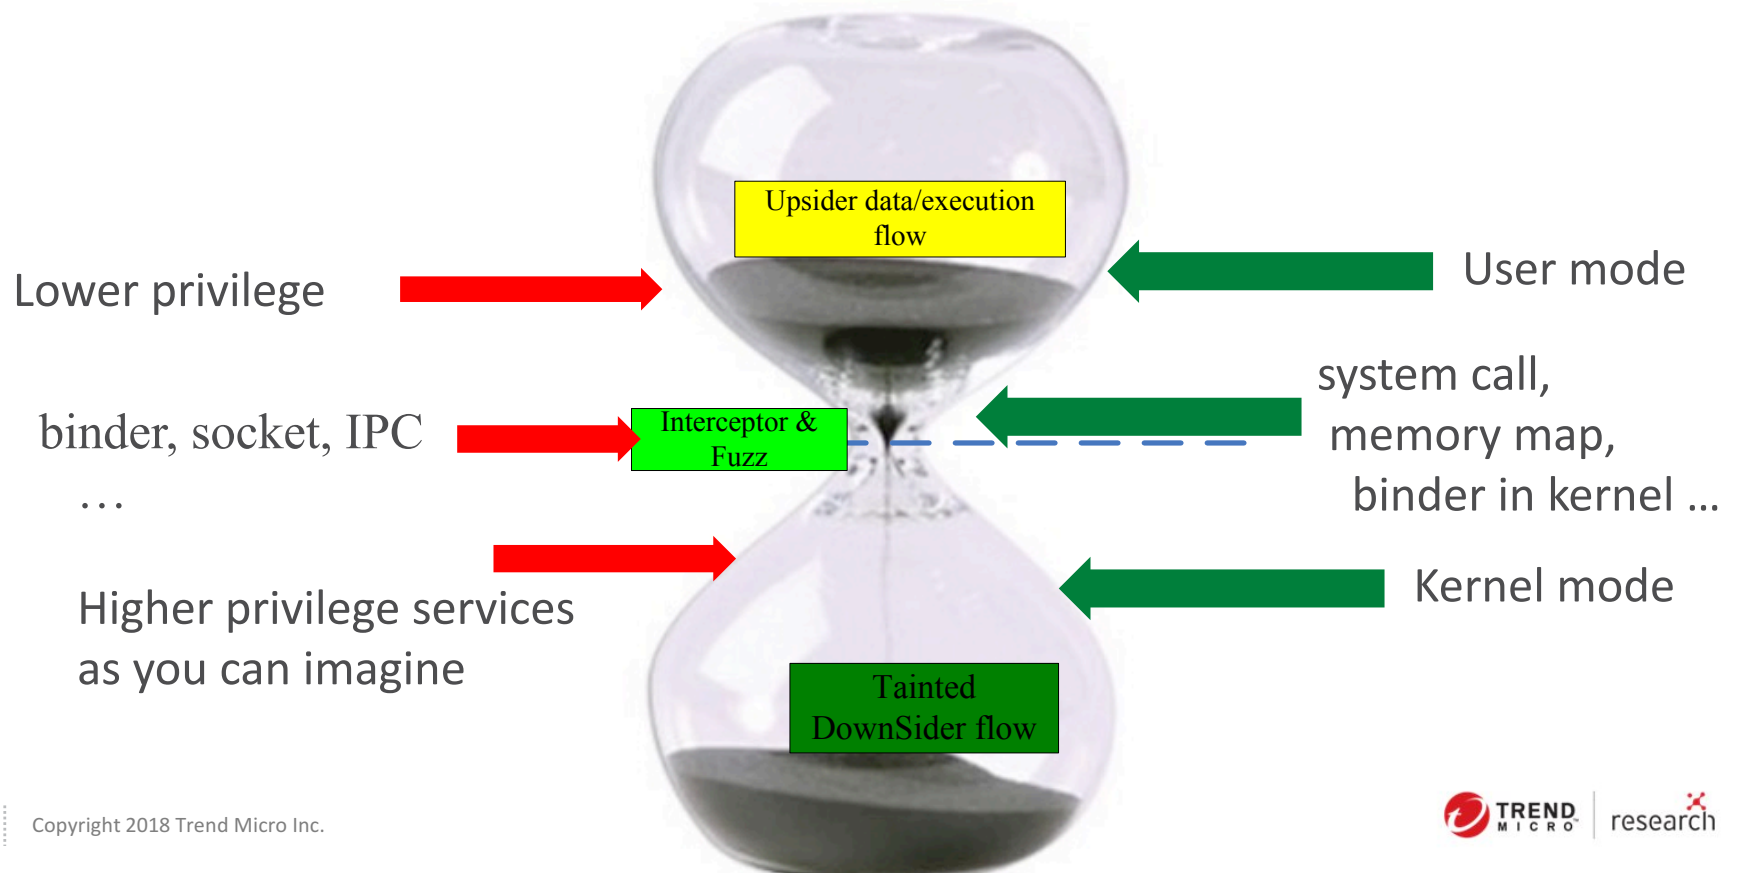 Upsider data/execution
flow
Lower privilege
User mode
system call,
memory map,
binder in kernel ...
binder, socket, IPC
...
Interceptor &
Fuzz
Higher privilege services
as you can imagine
Kernel mode
Tainted
DownSider flow
Copyright 2018 Trend Micro Inc.
TREND
MICRO
research